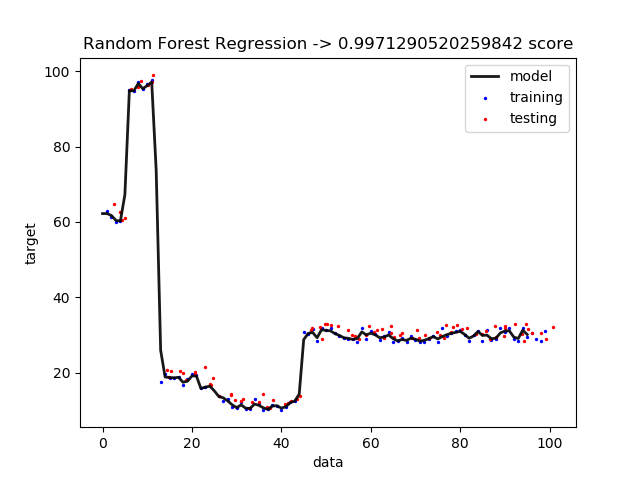 Random Forest Regression -> 0.9971290520259842 score
model
training
testing
100
80
60
40
20
target
0 20 40 60 80 100
data